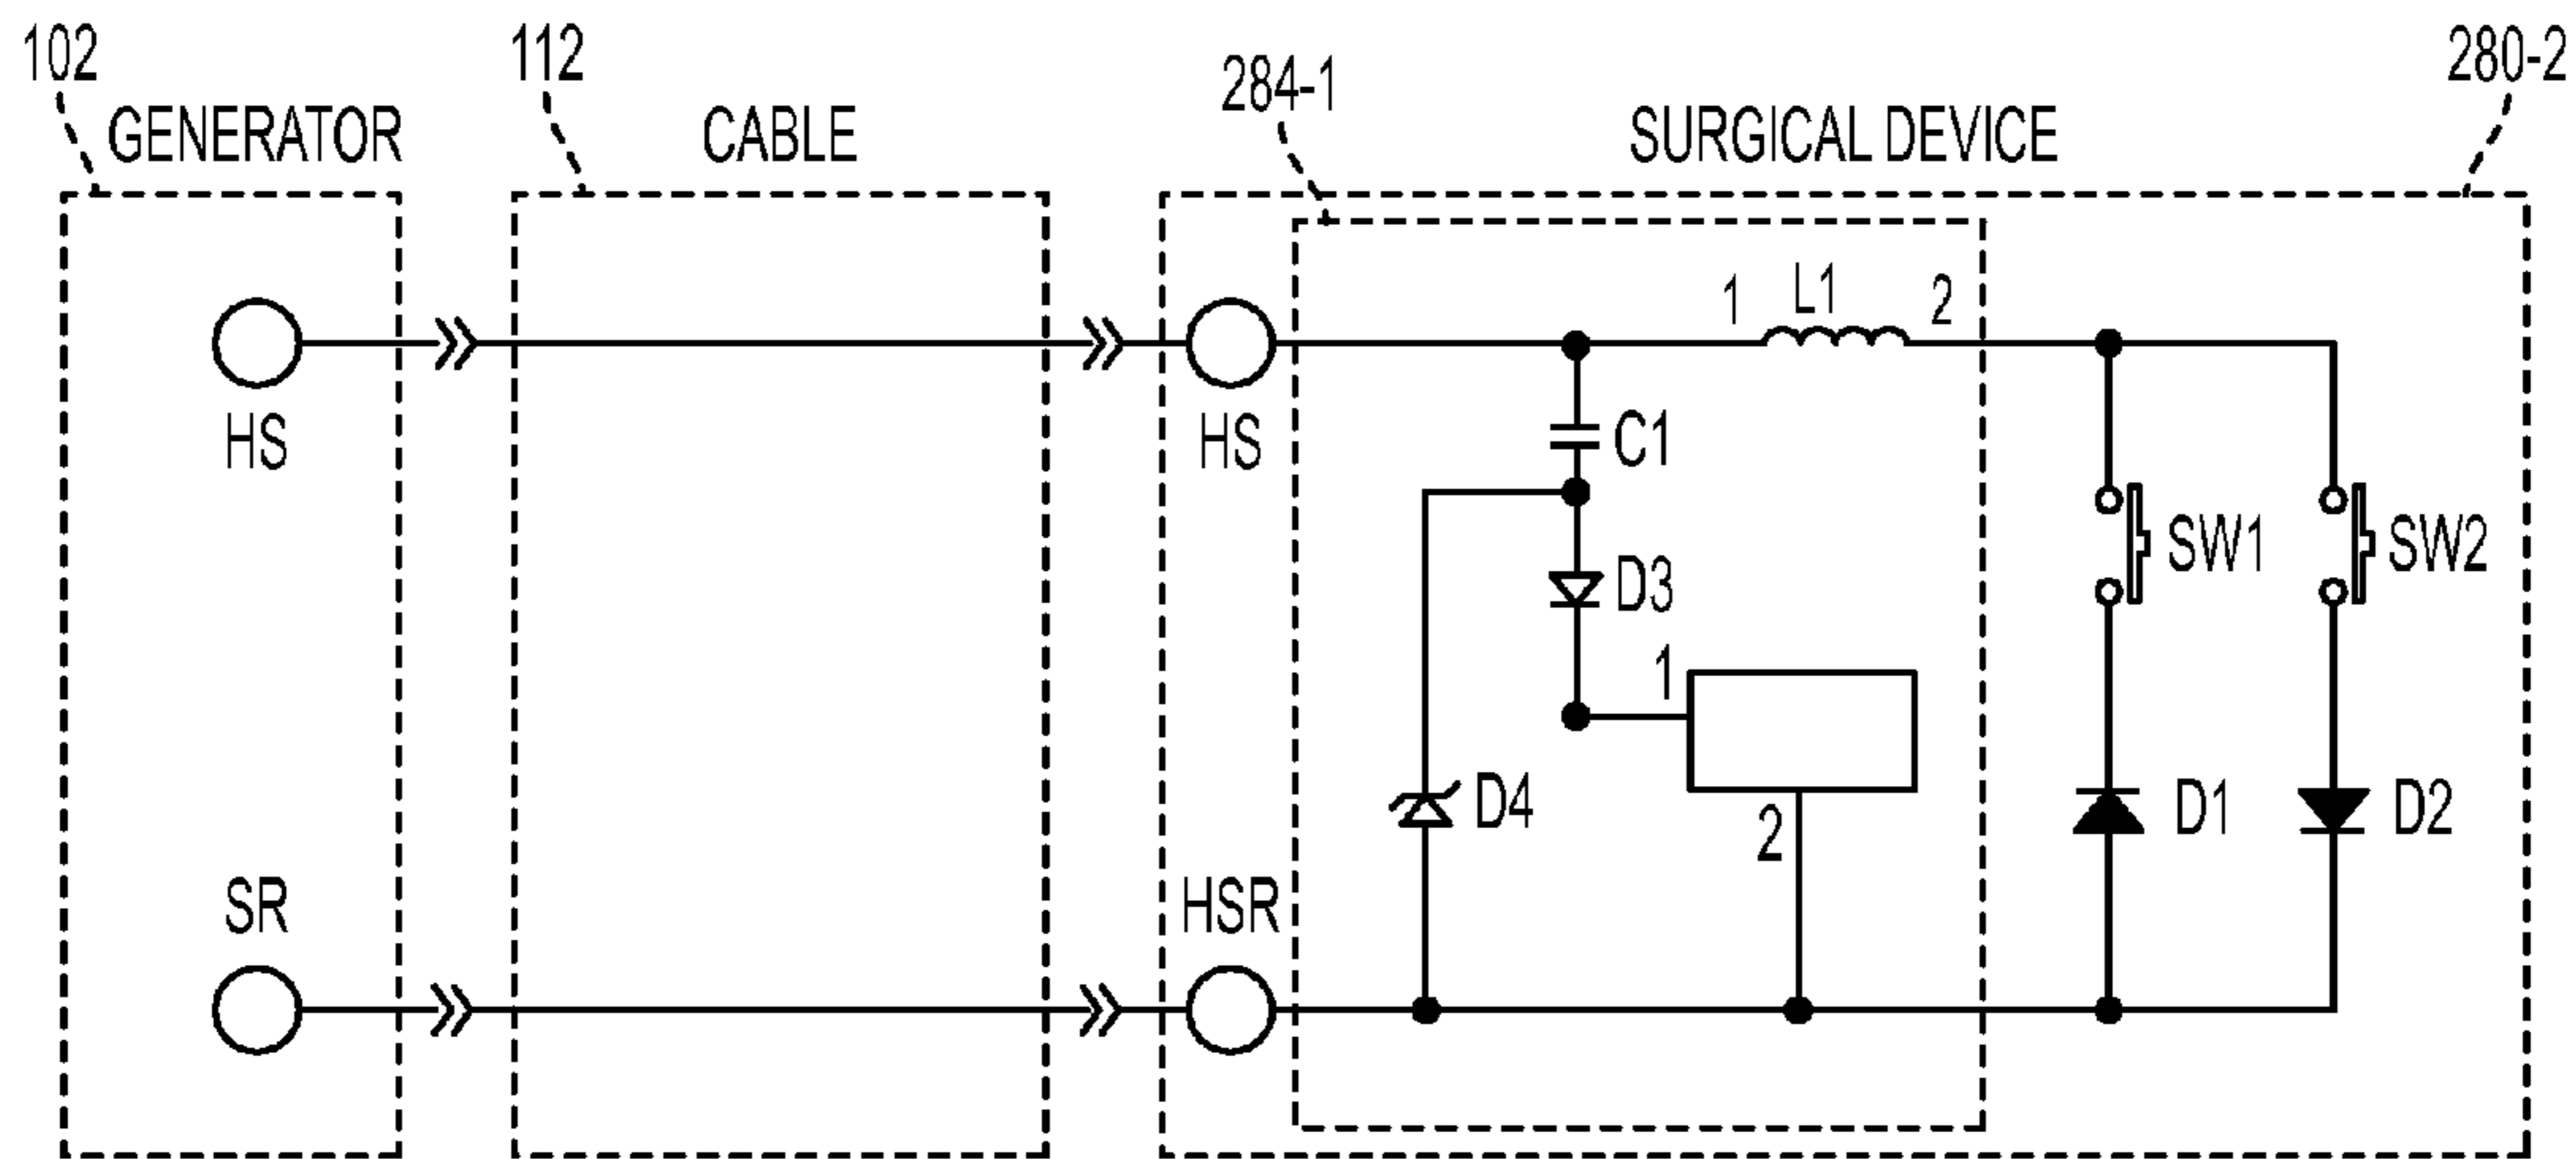 102
112
284-1
280-2
GENERATOR
CABLE
SURGICAL DEVICE
1 L1 2
HS
HS
C1
SW1
SW2
D3
1
D4
2
D1
D2
SR
HSR